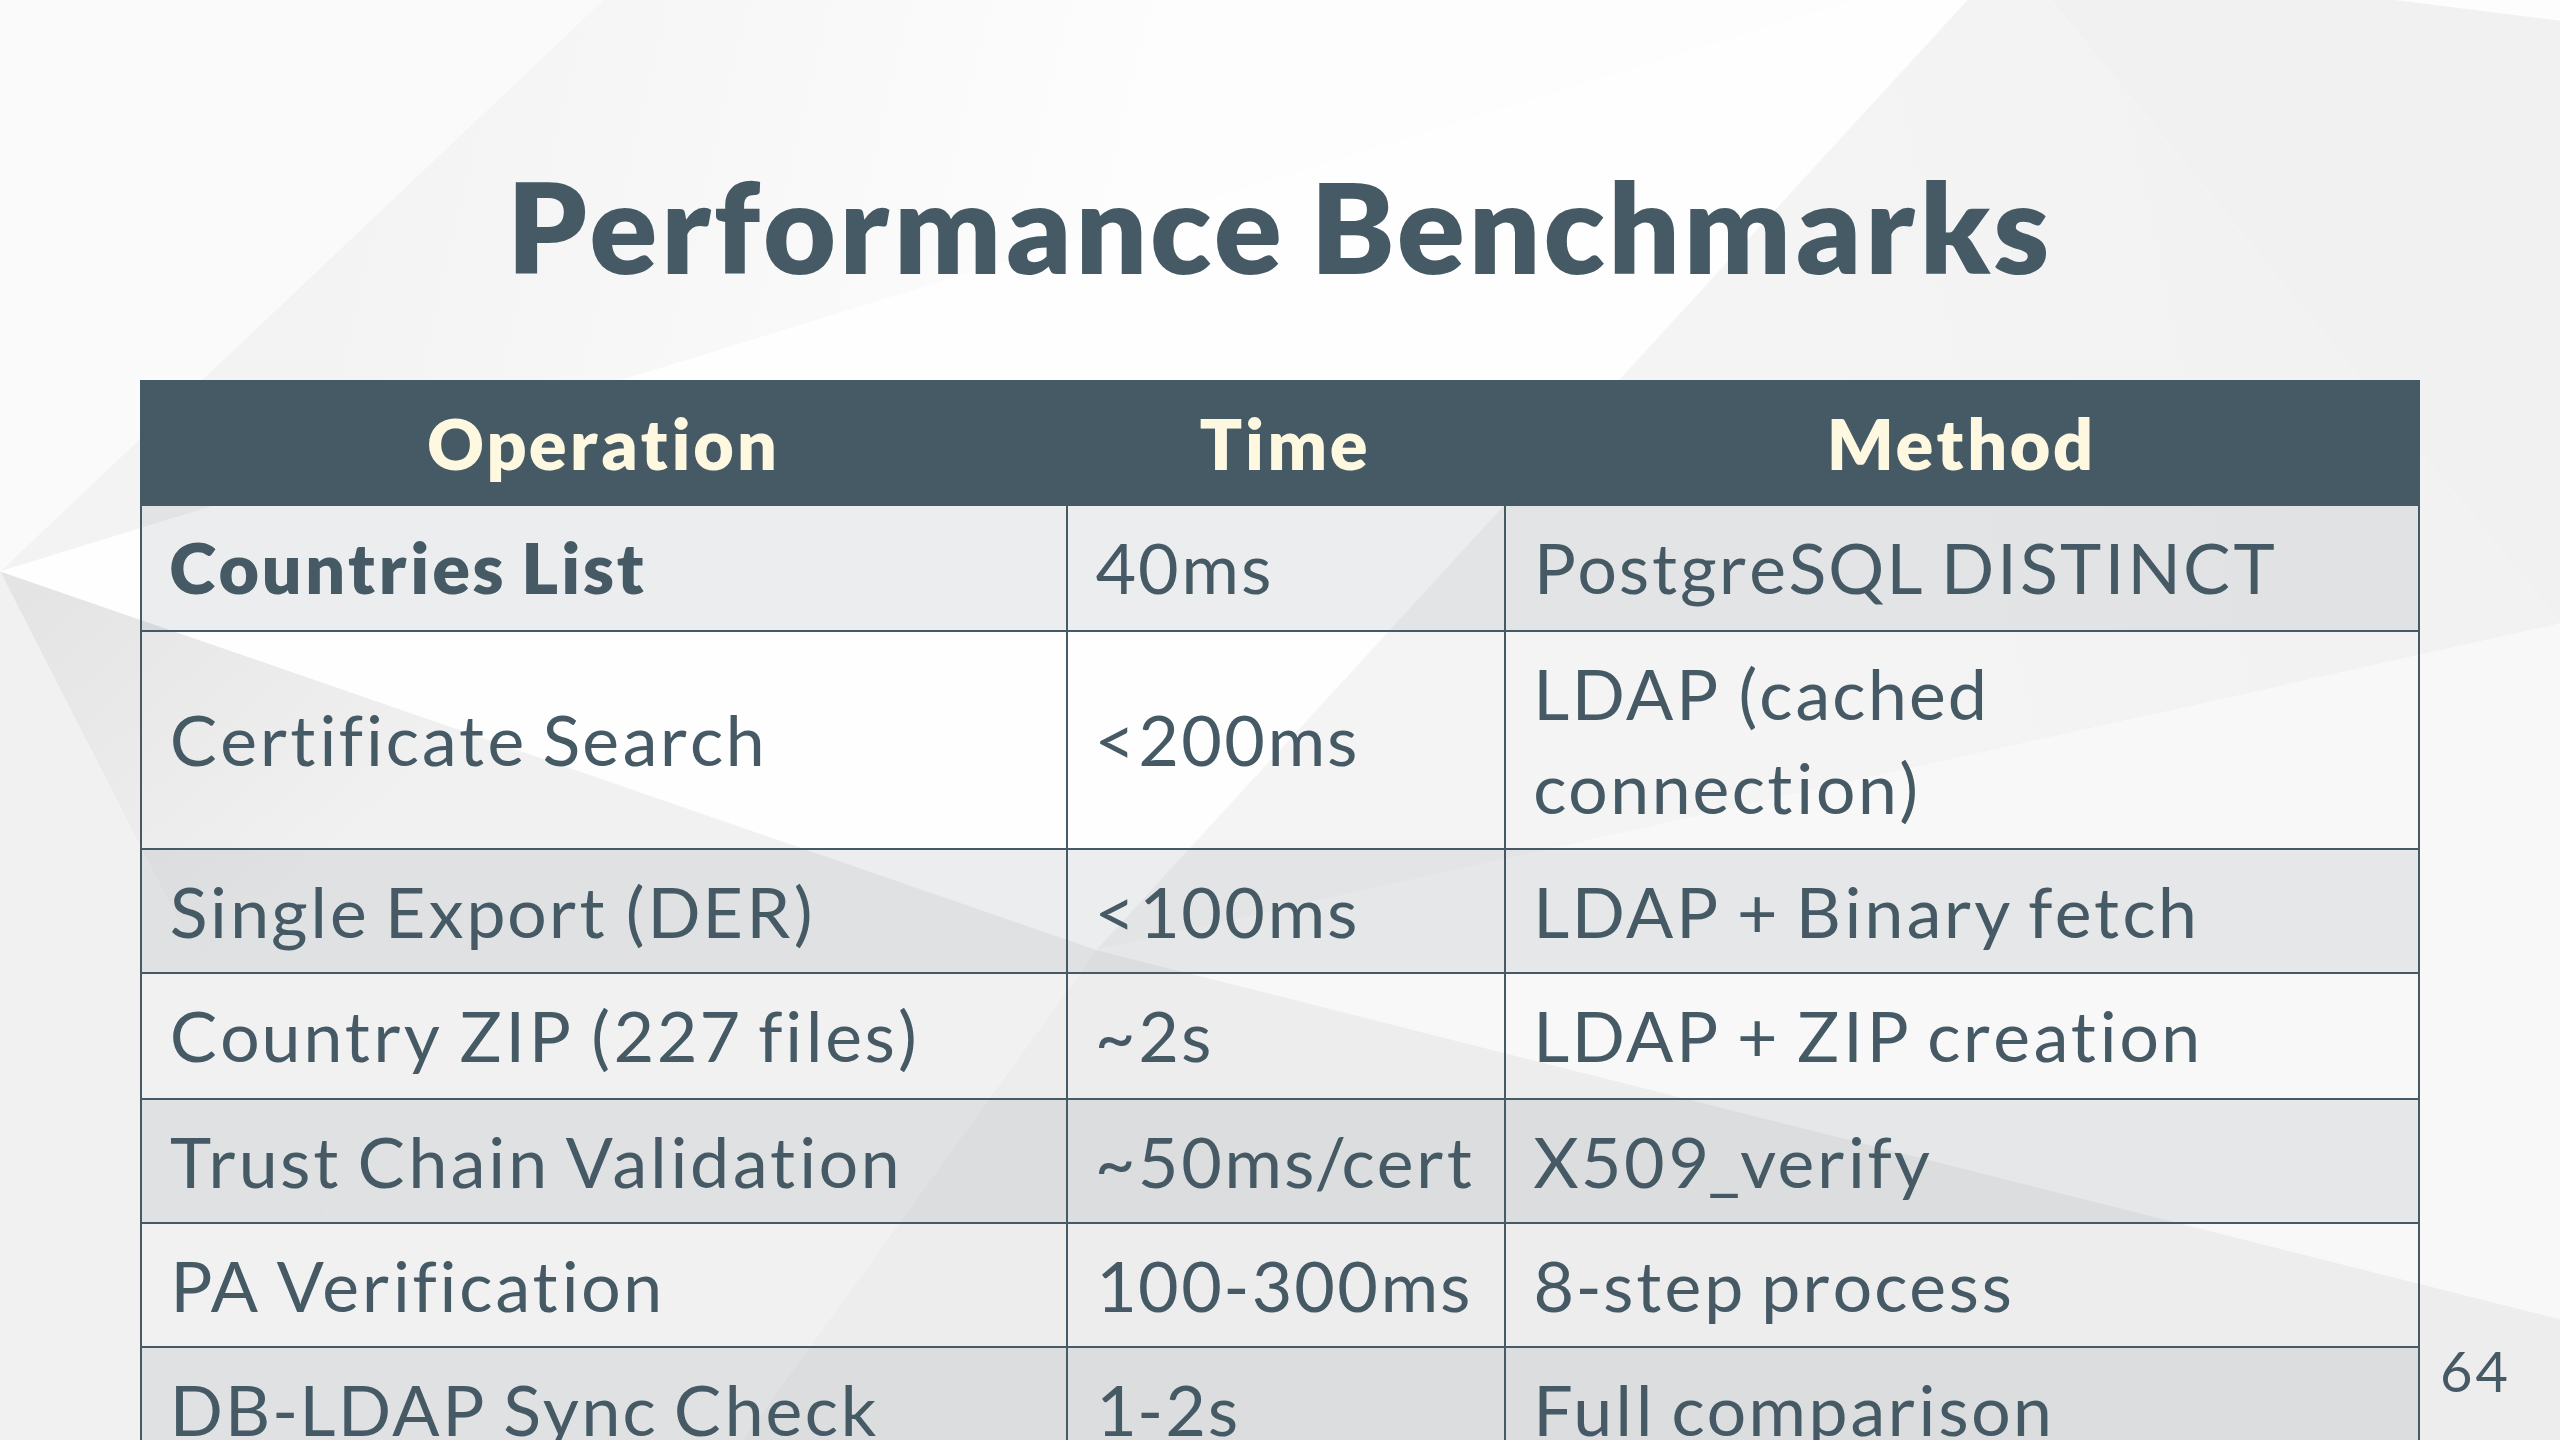 Performance Benchmarks
Operation Time Method
Countries List 40ms PostgreSQL DISTINCT
Certificate Search <200ms LDAP (cached
connection)
Single Export (DER) <100ms LDAP + Binary fetch
Country ZIP (227 files) ~2s LDAP + ZIP creation
Trust Chain Validation ~50ms/cert X509_verify
PA Verification 100-300ms 8-step process
DB-LDAP Sync Check 1-2s Full comparison
64